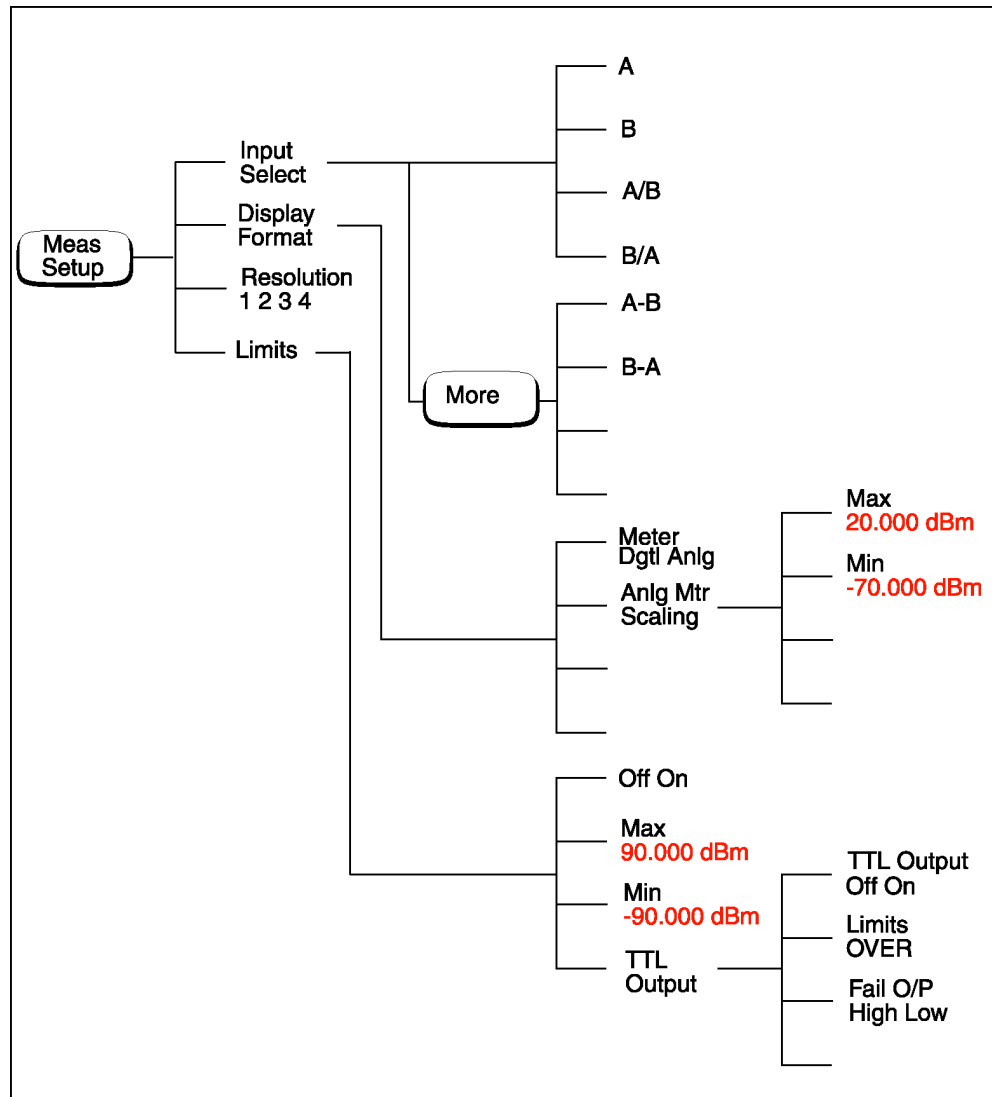 Meas
Setup
Input
Select
Display
Format
Resolution
1 2 3 4
Limits
A
B
A/B
B/A
More
A-B
B-A
Meter
Dgtl Anlg
Anlg Mtr
Scaling
Max
20.000 dBm
Min
-70.000 dBm
Off On
Max
90.000 dBm
Min
-90.000 dBm
TTL
Output
TTL Output
Off On
Limits
OVER
Fail O/P
High Low